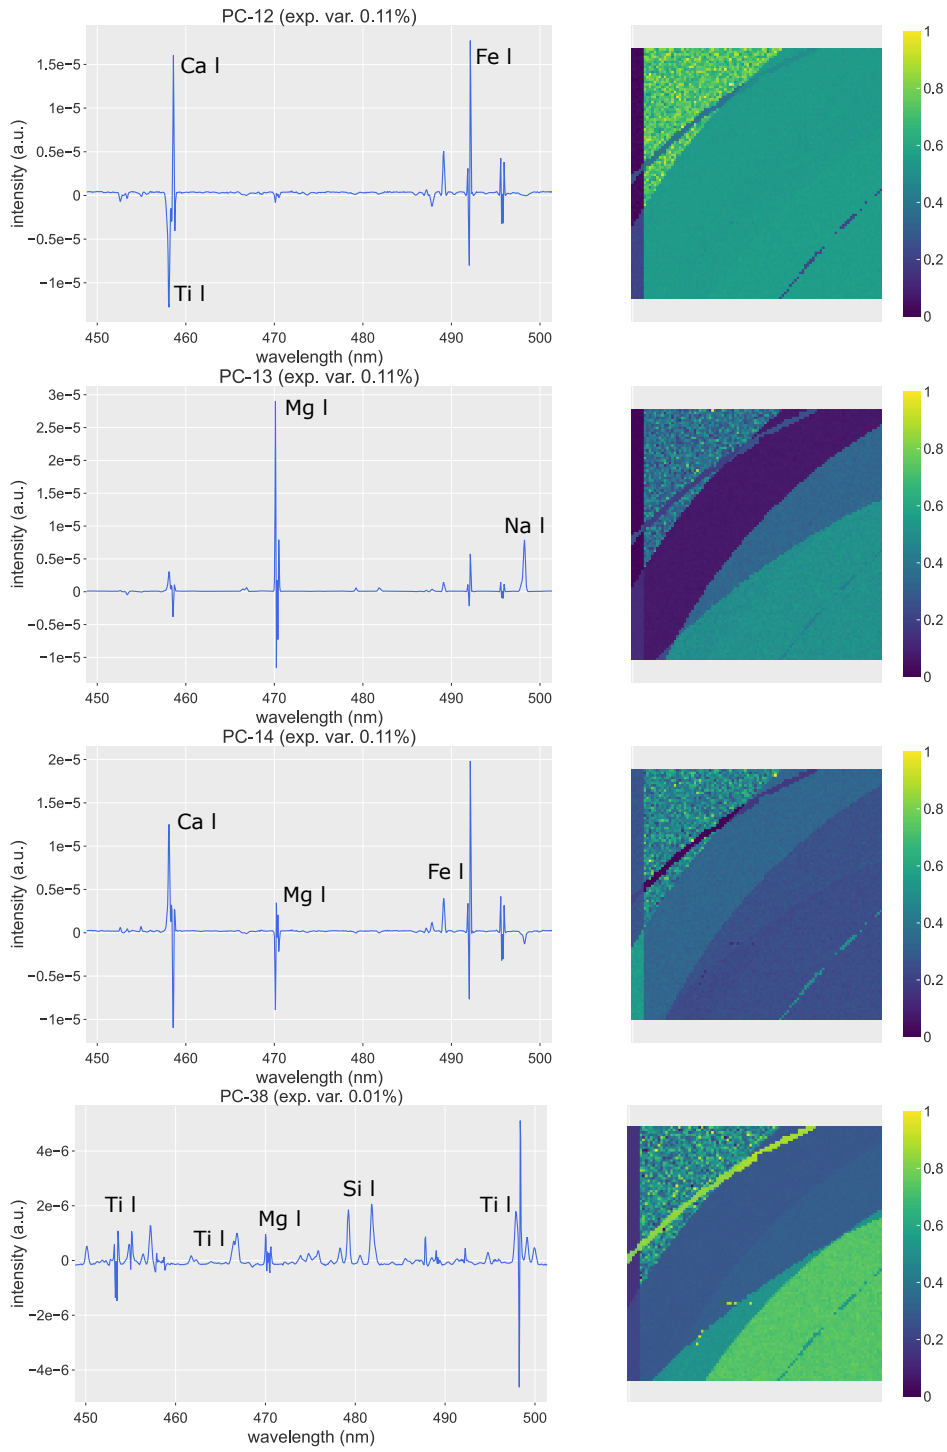 PC-12 (exp. var. 0.11%)
1.5e−5
1e−5
0.5e−5
0
−0.5e−5
−1e−5
intensity (a.u.)
Ca I
Fe I
Ti I
450 460 470 480 490 500
wavelength (nm)
1
0.8
0.6
0.4
0.2
0
PC-13 (exp. var. 0.11%)
3e−5
2.5e−5
2e−5
1.5e−5
1e−5
0.5e−5
0
−0.5e−5
−1e−5
intensity (a.u.)
Mg I
Na I
450 460 470 480 490 500
wavelength (nm)
1
0.8
0.6
0.4
0.2
0
PC-14 (exp. var. 0.11%)
2e−5
1.5e−5
1e−5
0.5e−5
0
−0.5e−5
−1e−5
intensity (a.u.)
Ca I
Mg I
Fe I
450 460 470 480 490 500
wavelength (nm)
1
0.8
0.6
0.4
0.2
0
PC-38 (exp. var. 0.01%)
4e−6
2e−6
0
−2e−6
−4e−6
intensity (a.u.)
Ti I
Ti I
Mg I
Si I
Ti I
450 460 470 480 490 500
wavelength (nm)
1
0.8
0.6
0.4
0.2
0